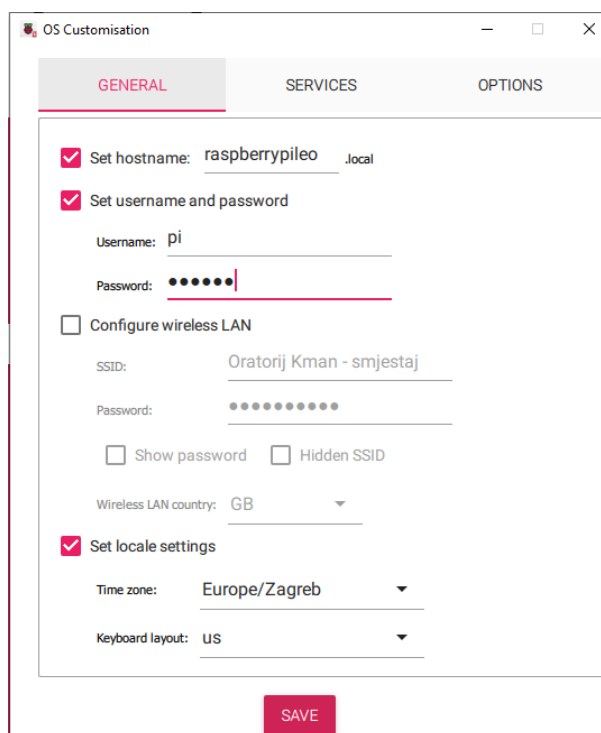 OS Customisation
GENERAL SERVICES OPTIONS
Set hostname: raspberrypileo .local
Set username and password
Username: pi
Password: ••••••
Configure wireless LAN
SSID: Oratorij Kman - smjestaj
Password: ••••••••••
Show password Hidden SSID
Wireless LAN country: GB
Set locale settings
Time zone: Europe/Zagreb
Keyboard layout: us
SAVE